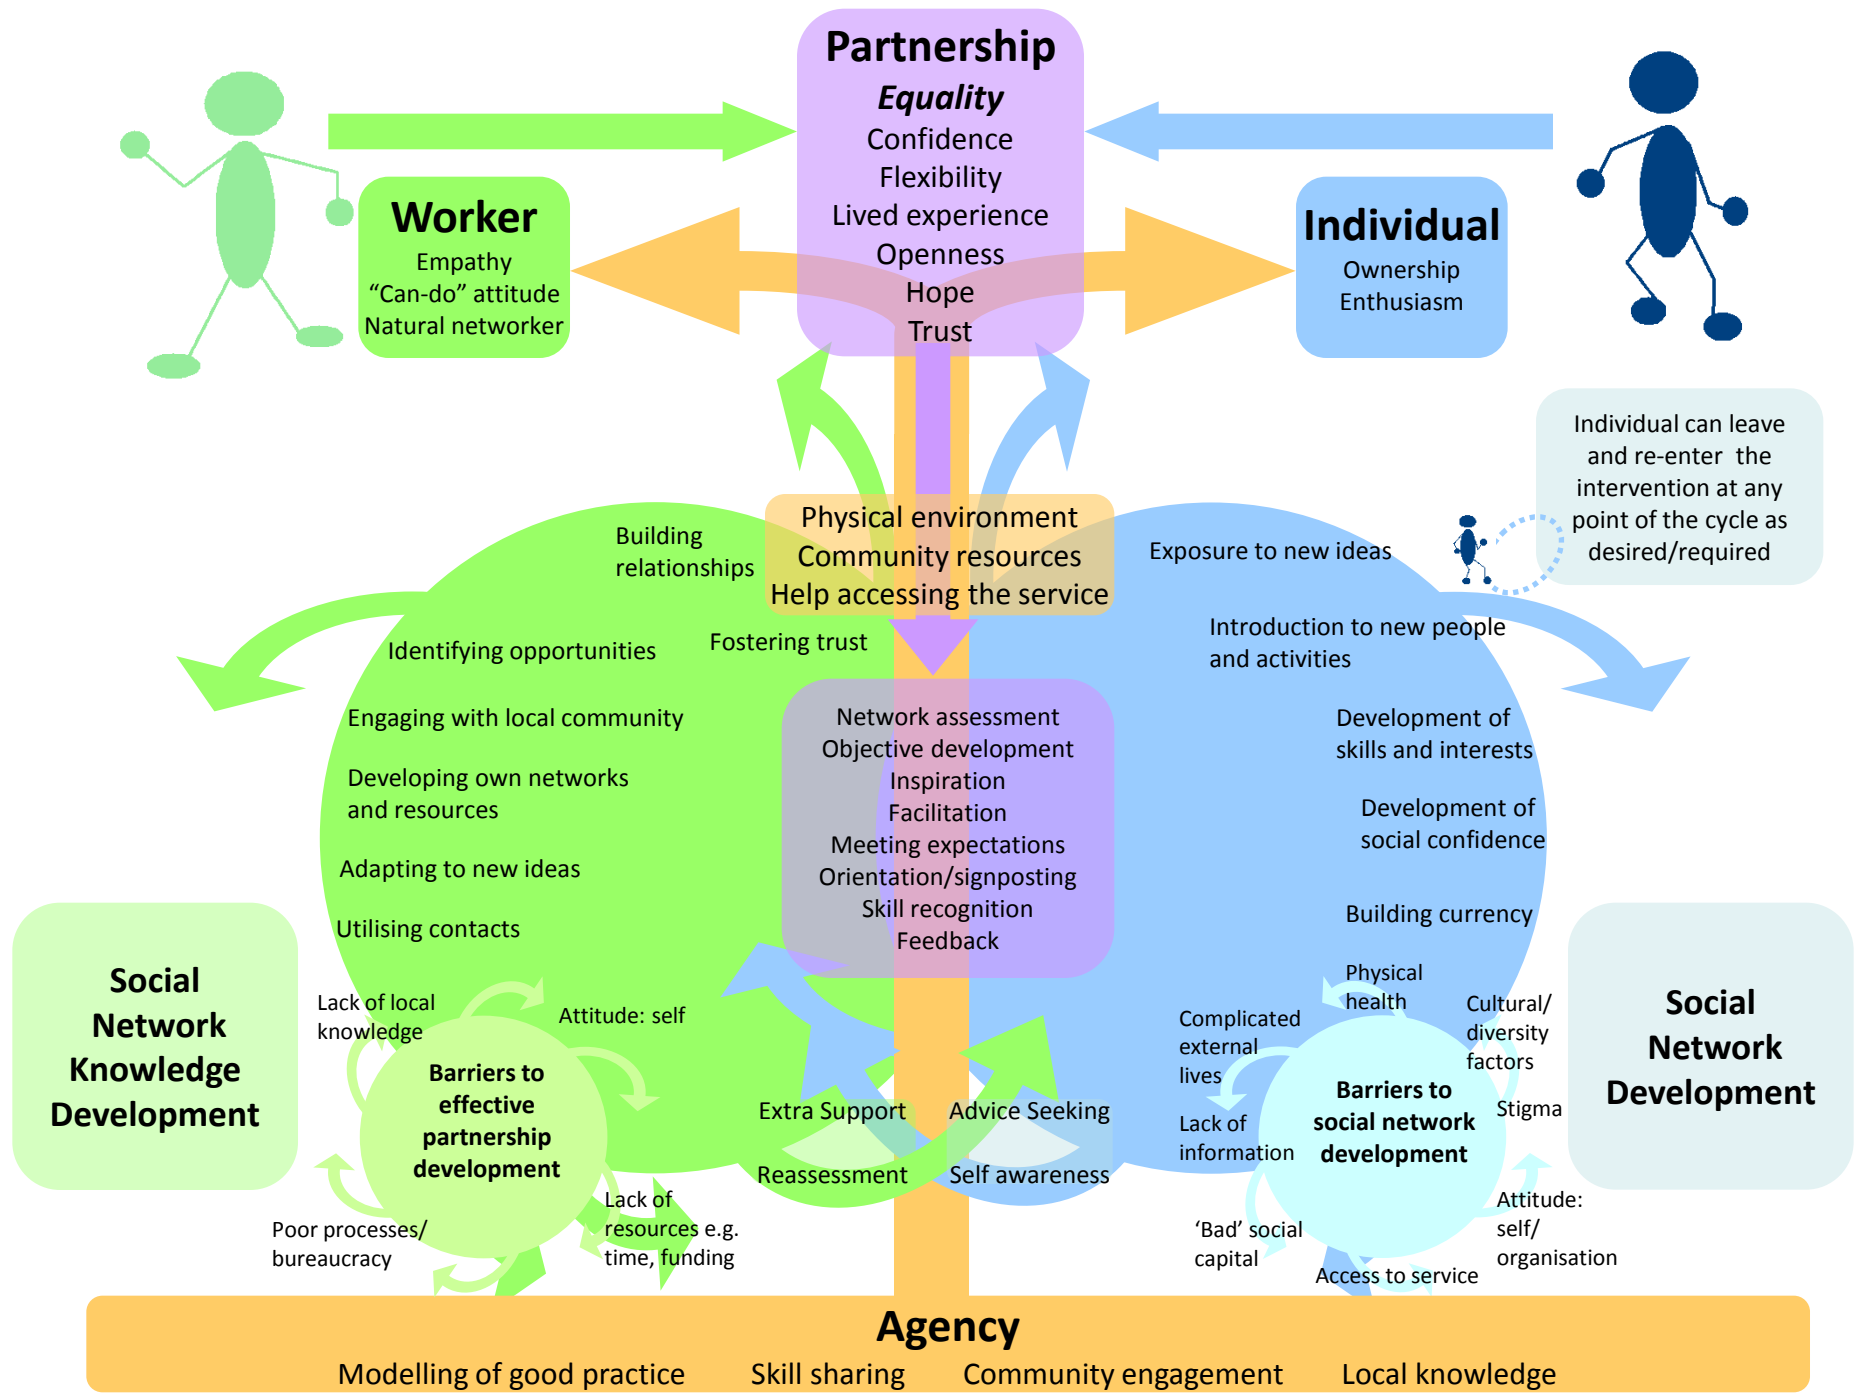 Partnership
Equality
Confidence
Flexibility
Lived experience
Openness
Hope
Trust
Worker
Empathy
“Can-do” attitude
Natural networker
Individual
Ownership
Enthusiasm
Individual can leave
and re-enter the
intervention at any
point of the cycle as
desired/required
Physical environment
Community resources
Help accessing the service
Building
relationships
Fostering trust
Identifying opportunities
Engaging with local community
Developing own networks
and resources
Adapting to new ideas
Utilising contacts
Exposure to new ideas
Introduction to new people
and activities
Development of
skills and interests
Development of
social confidence
Building currency
Network assessment
Objective development
Inspiration
Facilitation
Meeting expectations
Orientation/signposting
Skill recognition
Feedback
Social
Network
Knowledge
Development
Lack of local
knowledge
Attitude: self
Barriers to
effective
partnership
development
Poor processes/
bureaucracy
Lack of
resources e.g.
time, funding
Extra Support
Advice Seeking
Reassessment
Self awareness
Physical
health
Complicated
external
lives
Cultural/
diversity
factors
Barriers to
social network
development
Stigma
Lack of
information
‘Bad’ social
capital
Attitude:
self/
organisation
Access to service
Social
Network
Development
Agency
Modelling of good practice
Skill sharing
Community engagement
Local knowledge